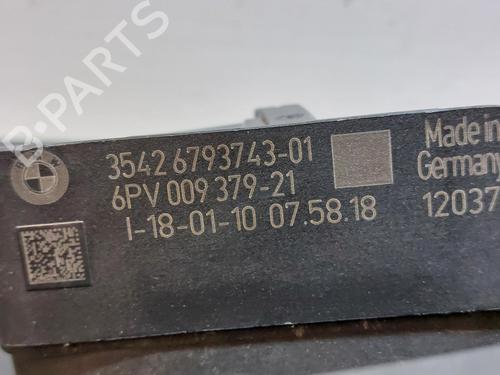 B-PARTS
3542 6793743-01
6PV 009 379-21
I-18-01-10 07.58.18
Made in
Germany
12037